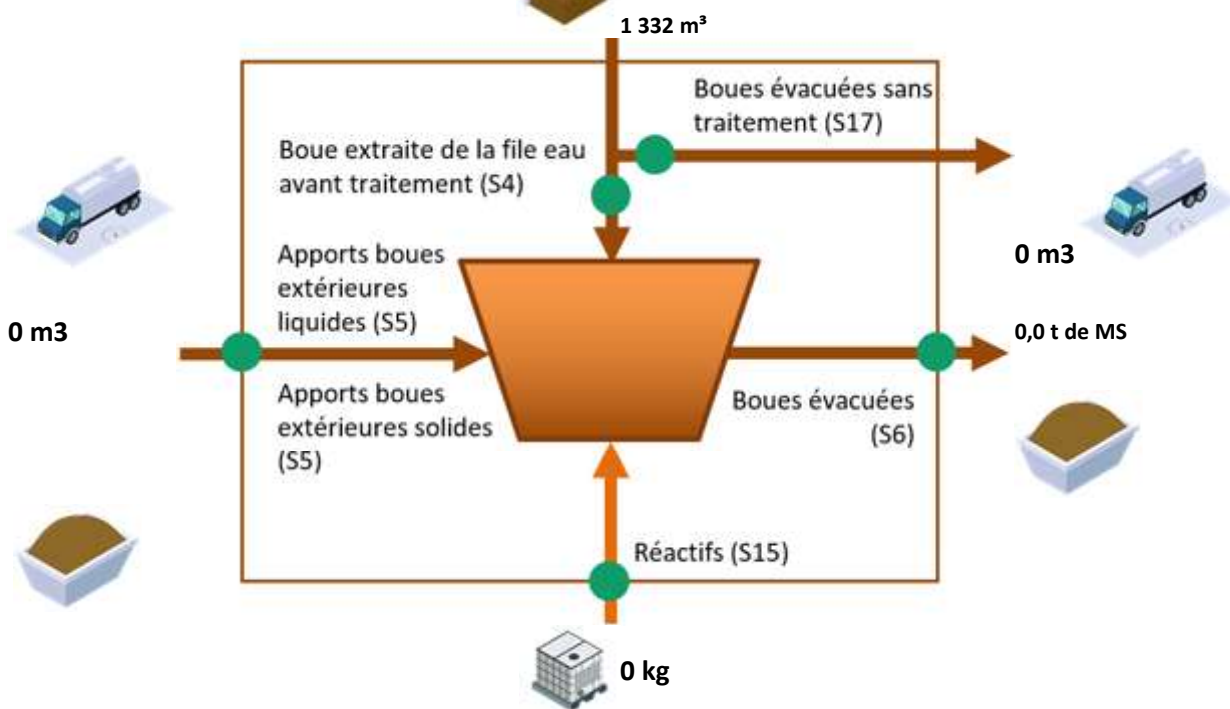 1 332 m³
Boues évacuées sans
traitement (S17)
Boue extraite de la file eau
avant traitement (S4)
Apports boues
extérieures
liquides (S5)
0 m3
0 m3
0,0 t de MS
Apports boues
extérieures solides
(S5)
Boues évacuées
(S6)
Réactifs (S15)
0 kg